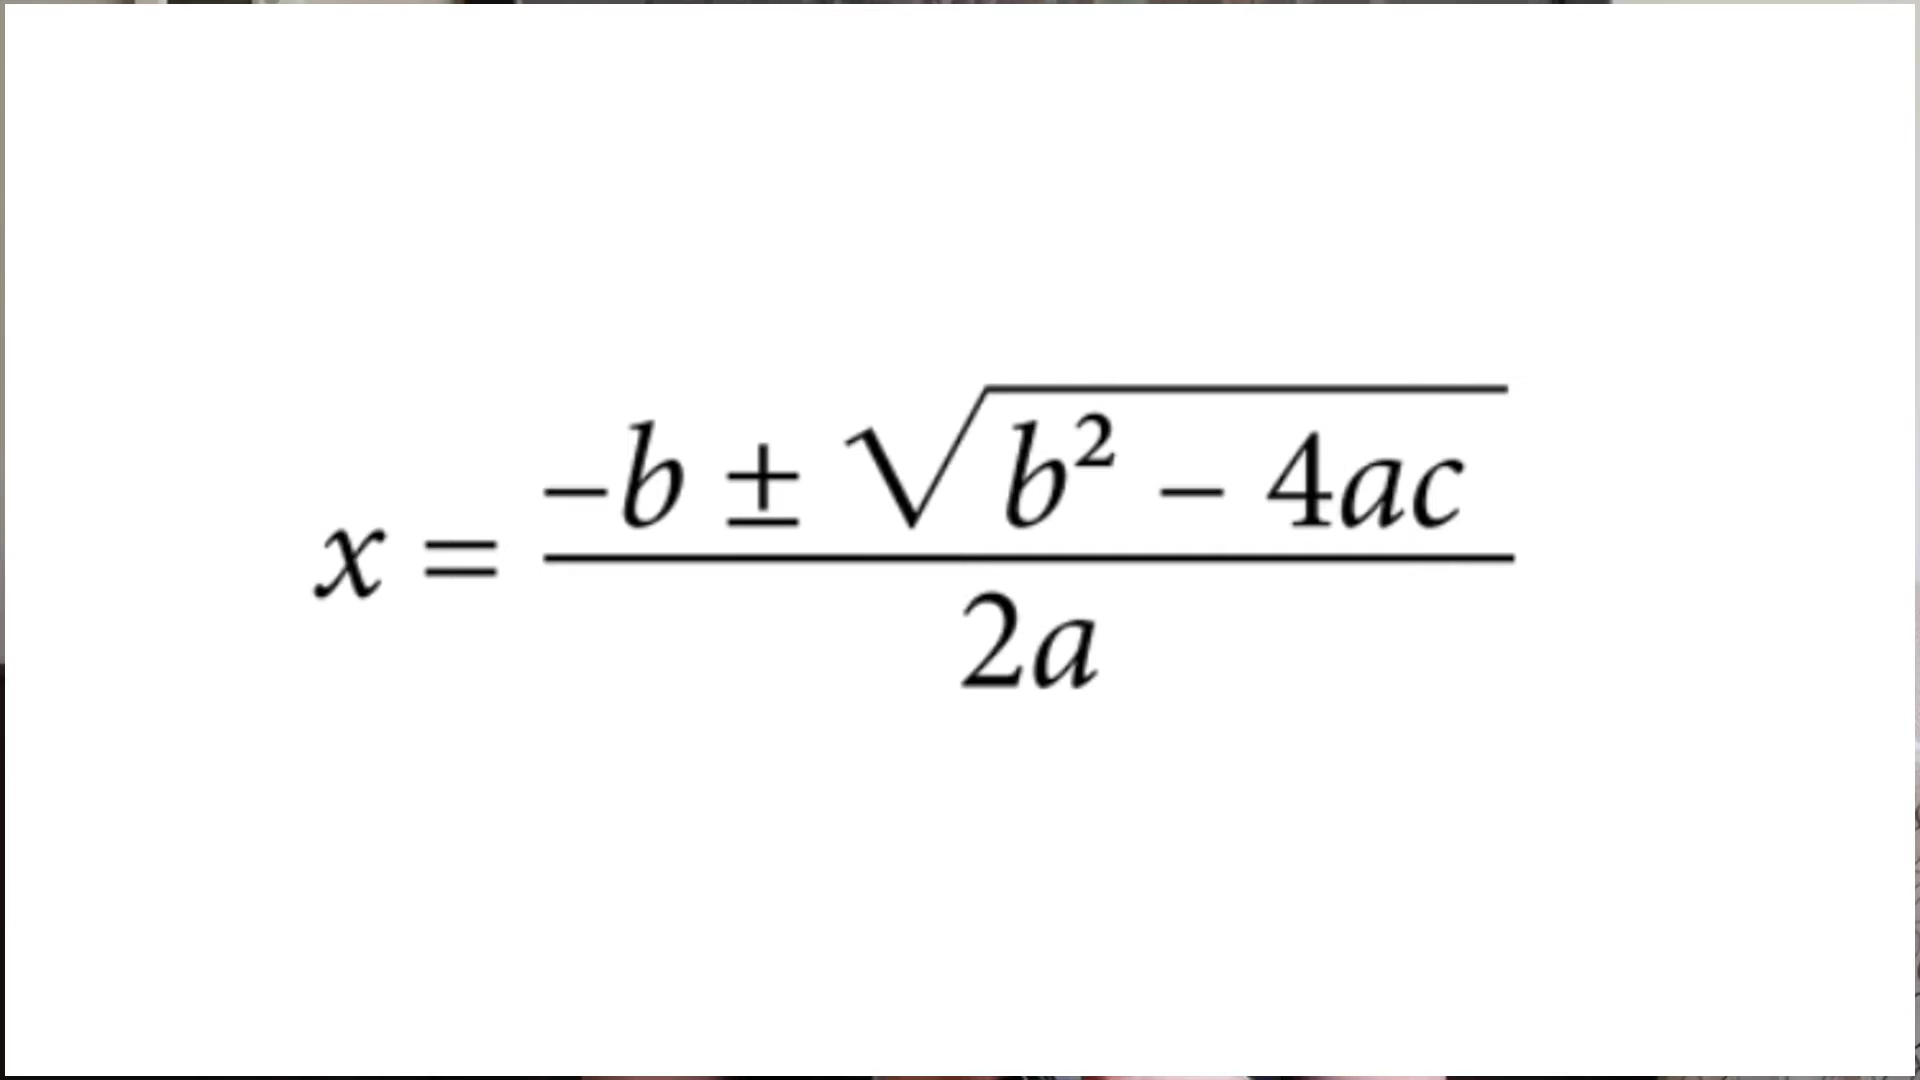 x = –b ± √b² – 4ac / 2a